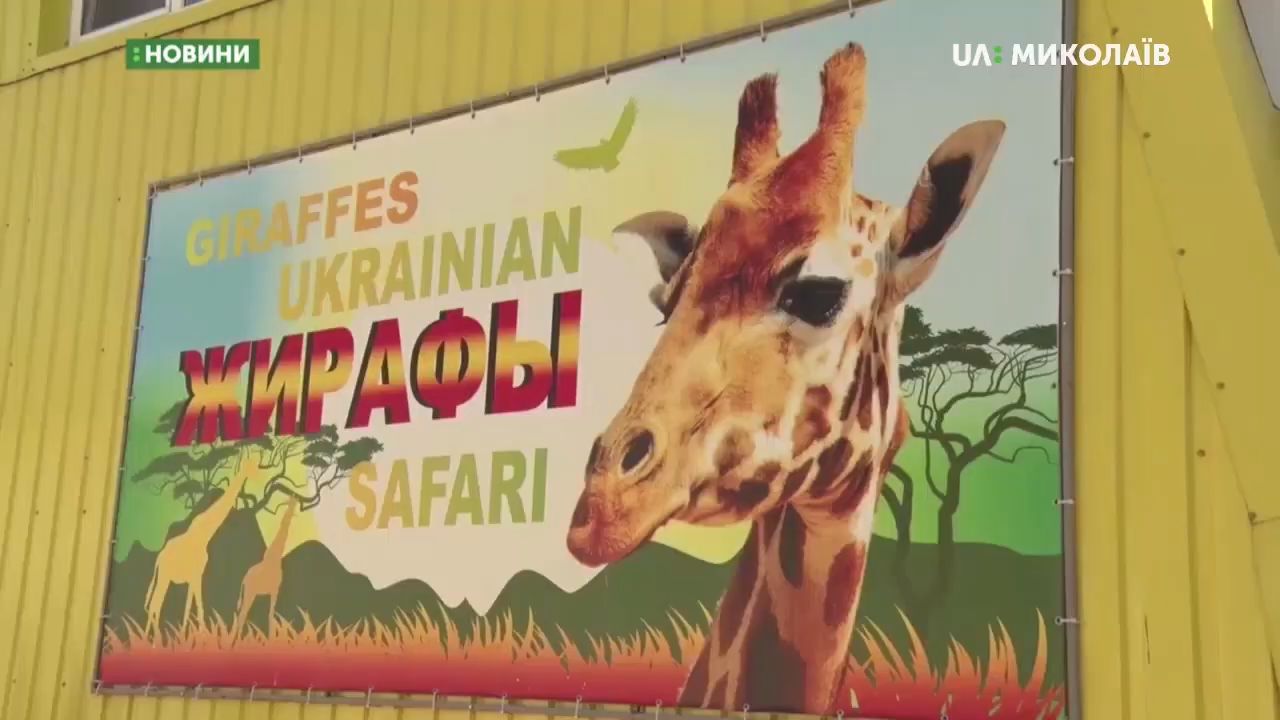 :НОВИНИ
UA: МИКОЛАЇВ
GIRAFFES
UKRAINIAN
ЖИРАФЫ
SAFARI